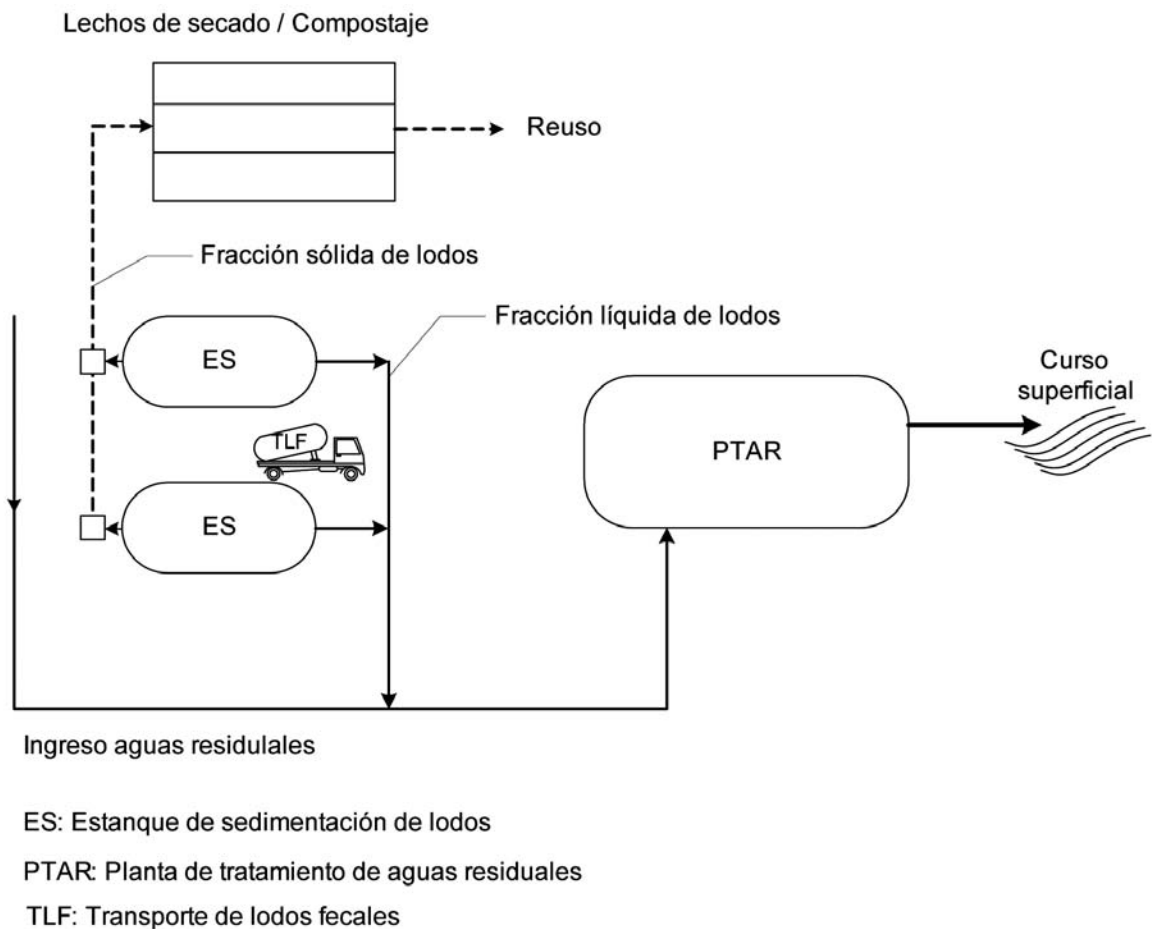 Lechos de secado / Compostaje
Reuso
Fracción sólida de lodos
Fracción líquida de lodos
ES
Curso
superficial
TLF
PTAR
ES
Ingreso aguas residulales
ES: Estanque de sedimentación de lodos
PTAR: Planta de tratamiento de aguas residuales
TLF: Transporte de lodos fecales